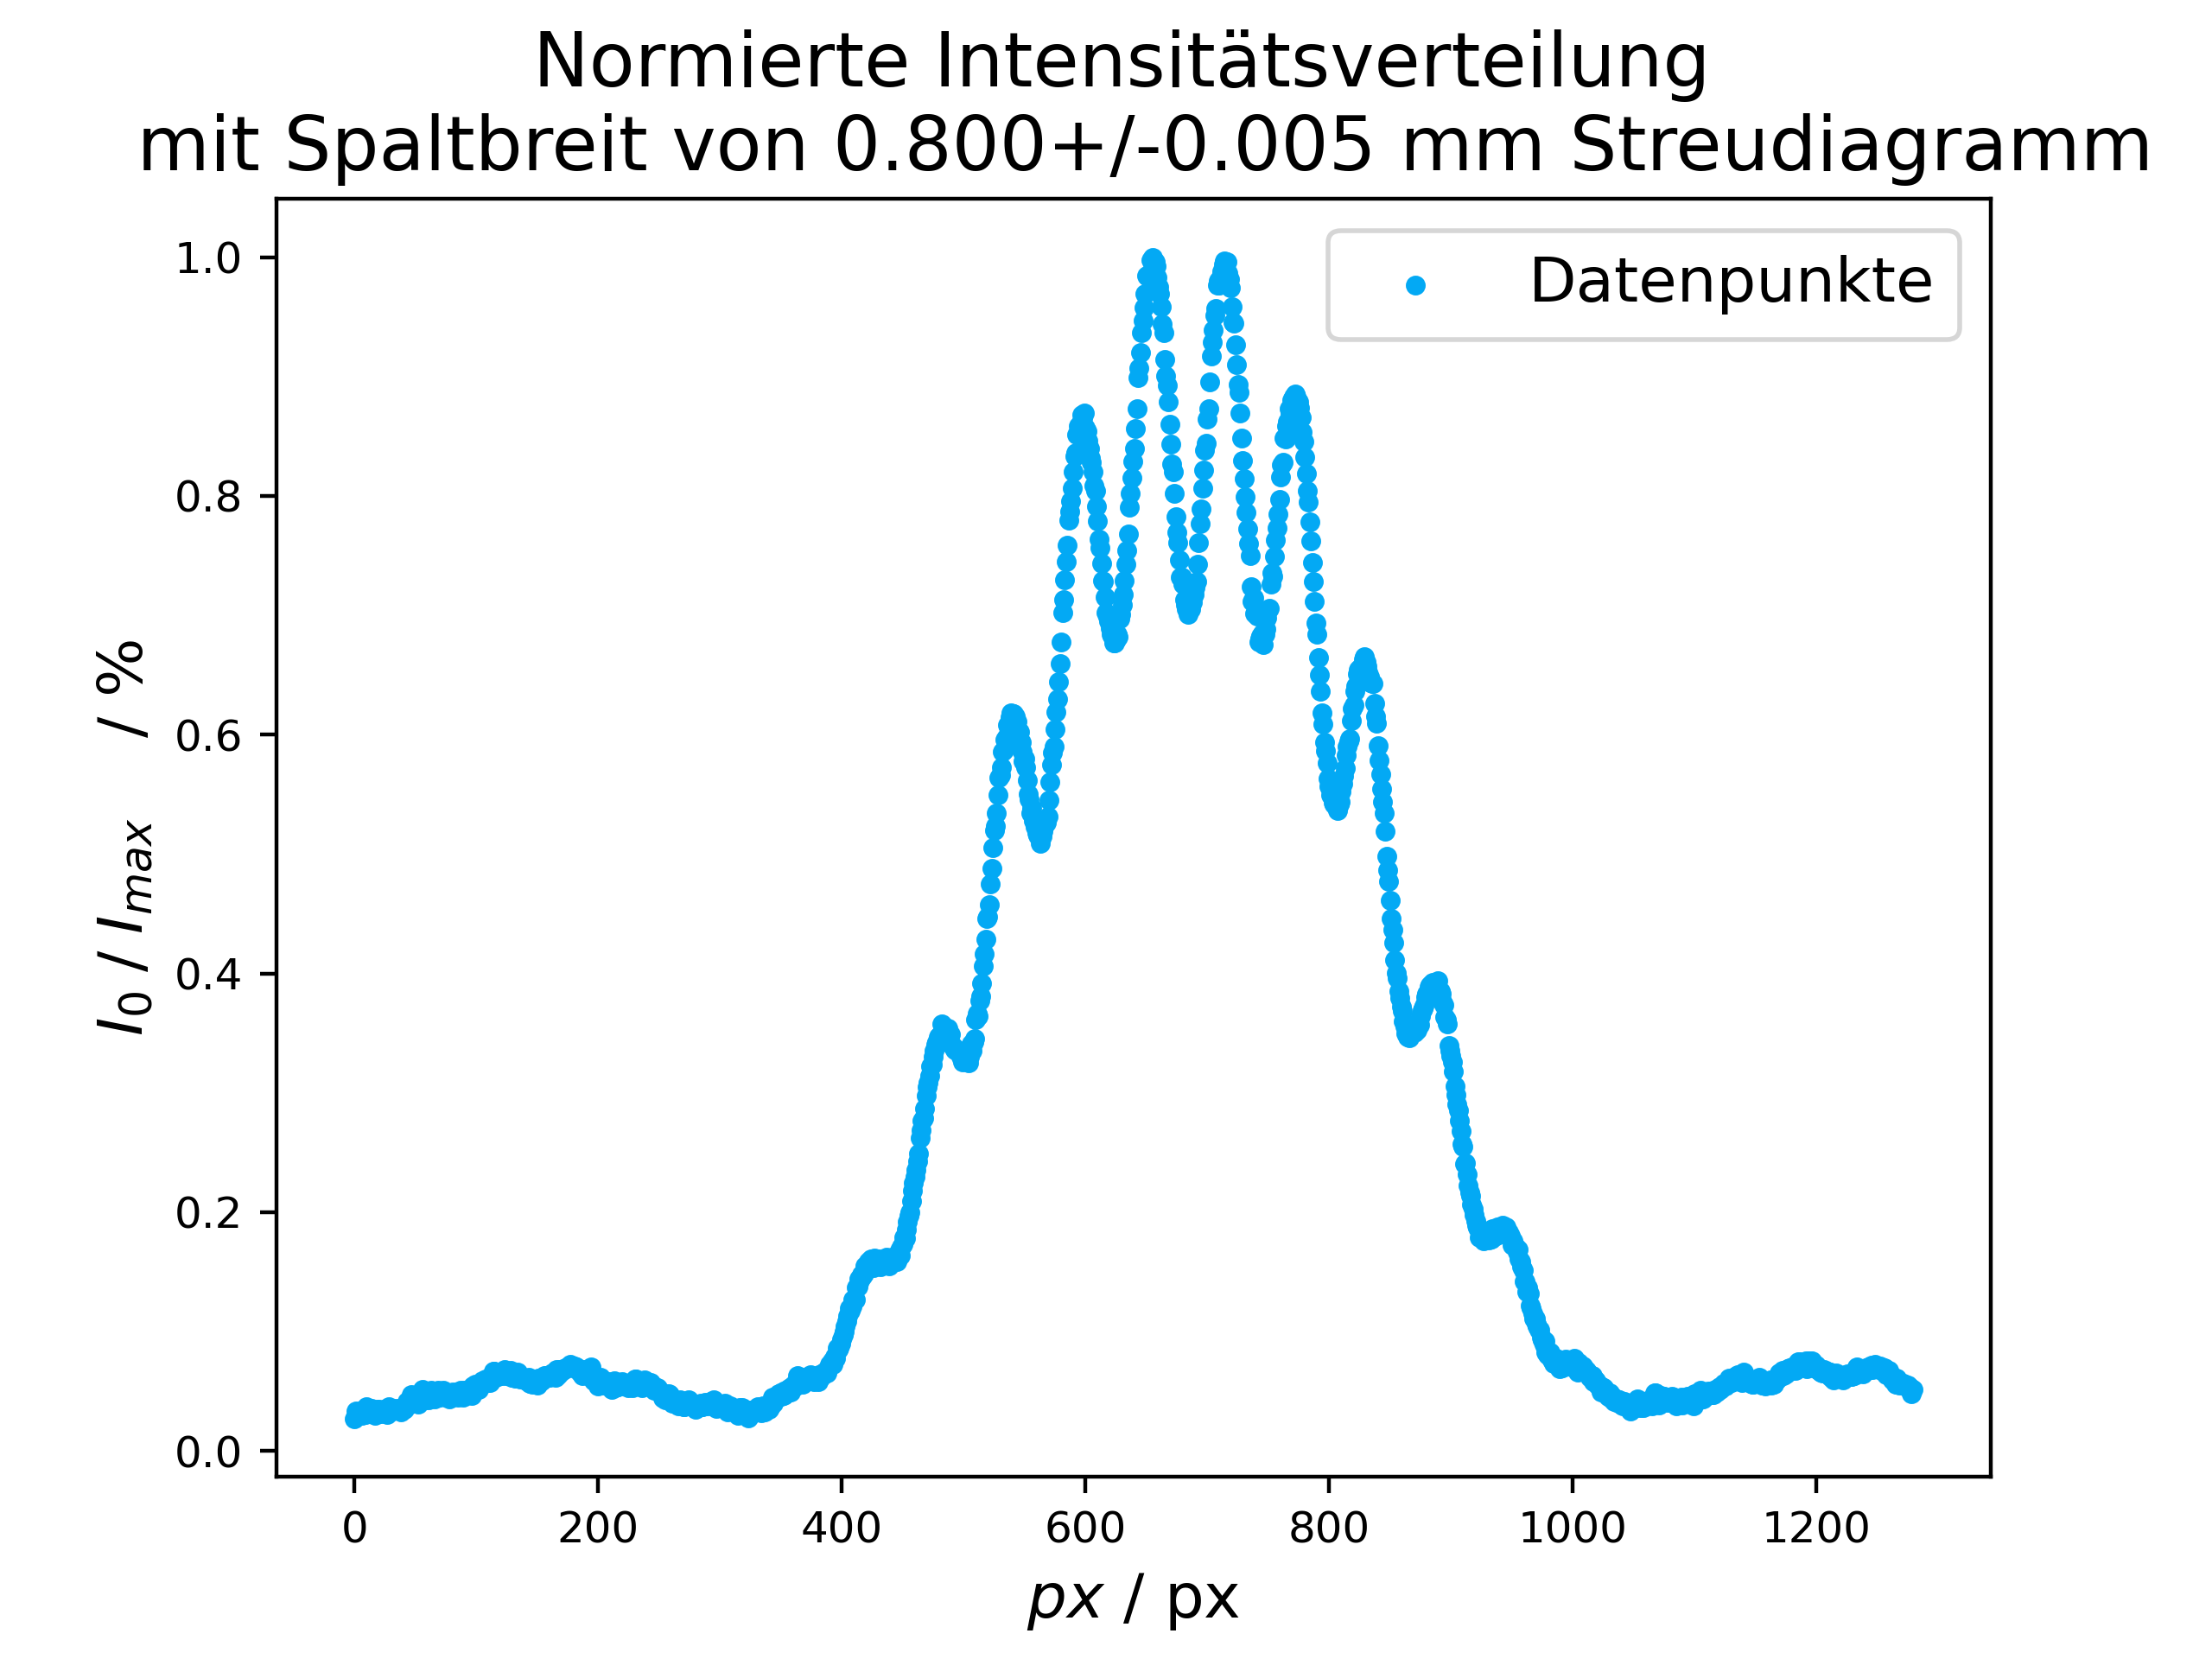 Normierte Intensitätsverteilung
mit Spaltbreit von 0.800+/-0.005 mm Streudiagramm
Datenpunkte
I₀ / Iₘₐₓ / %
1.0
0.8
0.6
0.4
0.2
0.0
0 200 400 600 800 1000 1200
px / px